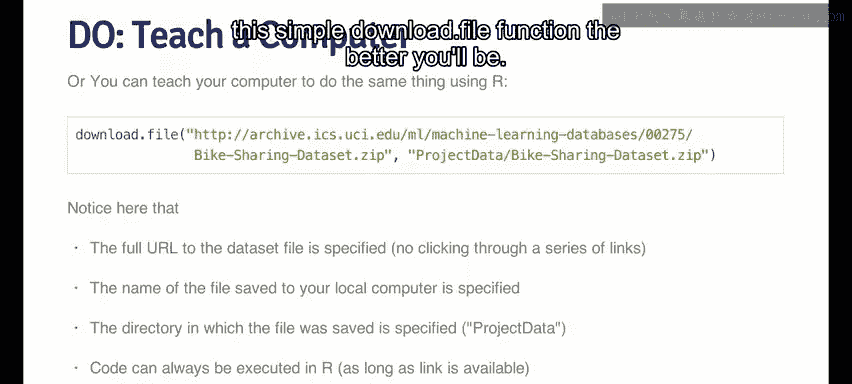 DO: Teach a Computer
this simple download.file function the
better you'll be.
Or You can teach your computer to do the same thing using R:
download.file("http://archive.ics.uci.edu/ml/machine-learning-databases/00275/
Bike-Sharing-Dataset.zip", "ProjectData/Bike-Sharing-Dataset.zip")
Notice here that
· The full URL to the dataset file is specified (no clicking through a series of links)
· The name of the file saved to your local computer is specified
· The directory in which the file was saved is specified ("ProjectData")
· Code can always be executed in R (as long as link is available)